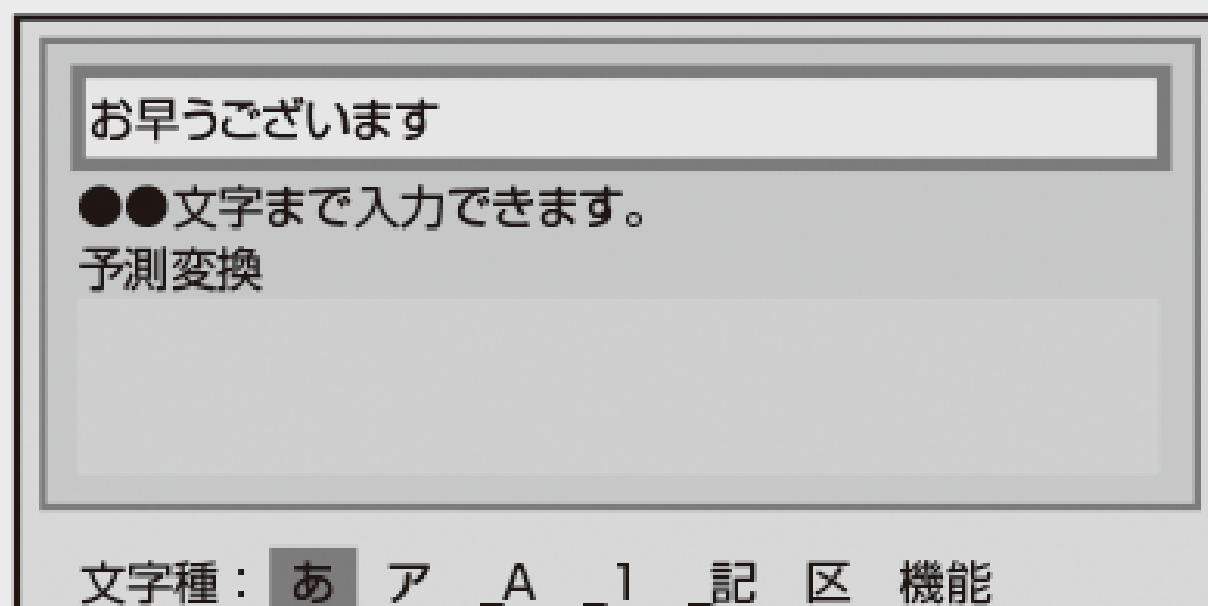 お早うございます
●●文字まで入力できます。
予測変換
文字種： あ ア _A _1 _記 区 機能